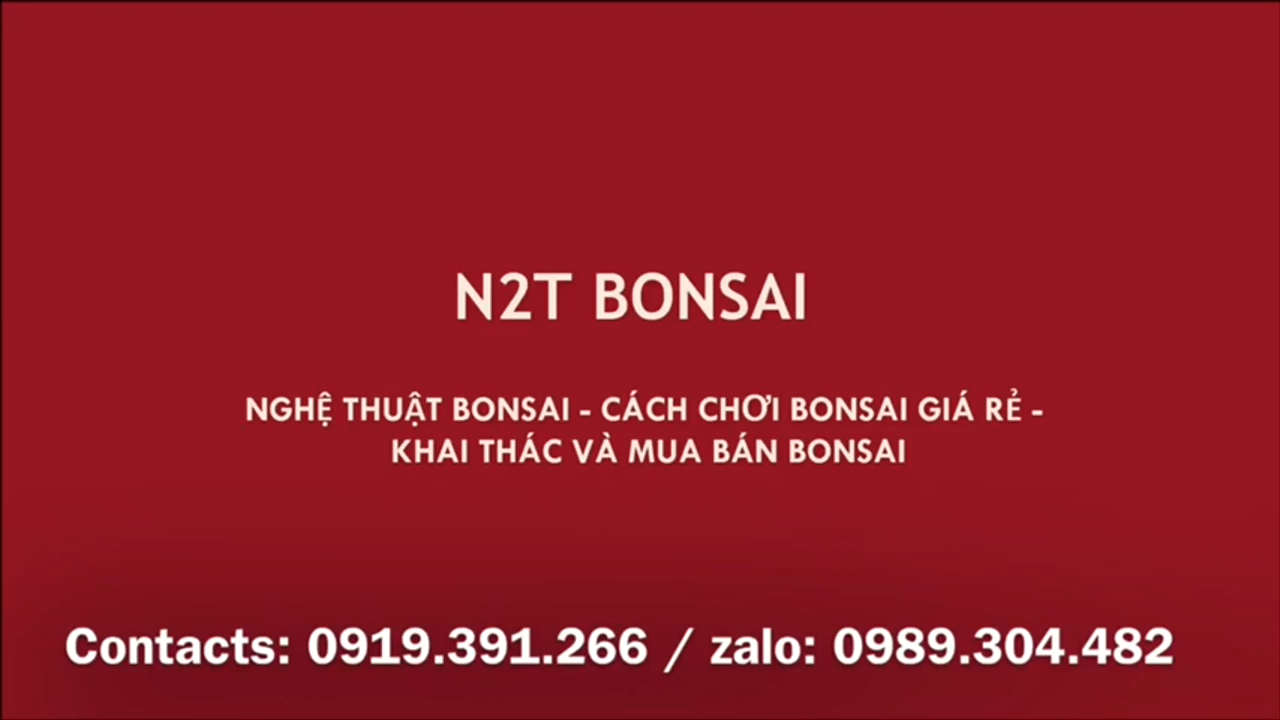 N2T BONSAI
NGHỆ THUẬT BONSAI - CÁCH CHƠI BONSAI GIÁ RẺ -
KHAI THÁC VÀ MUA BÁN BONSAI
Contacts: 0919.391.266 / zalo: 0989.304.482